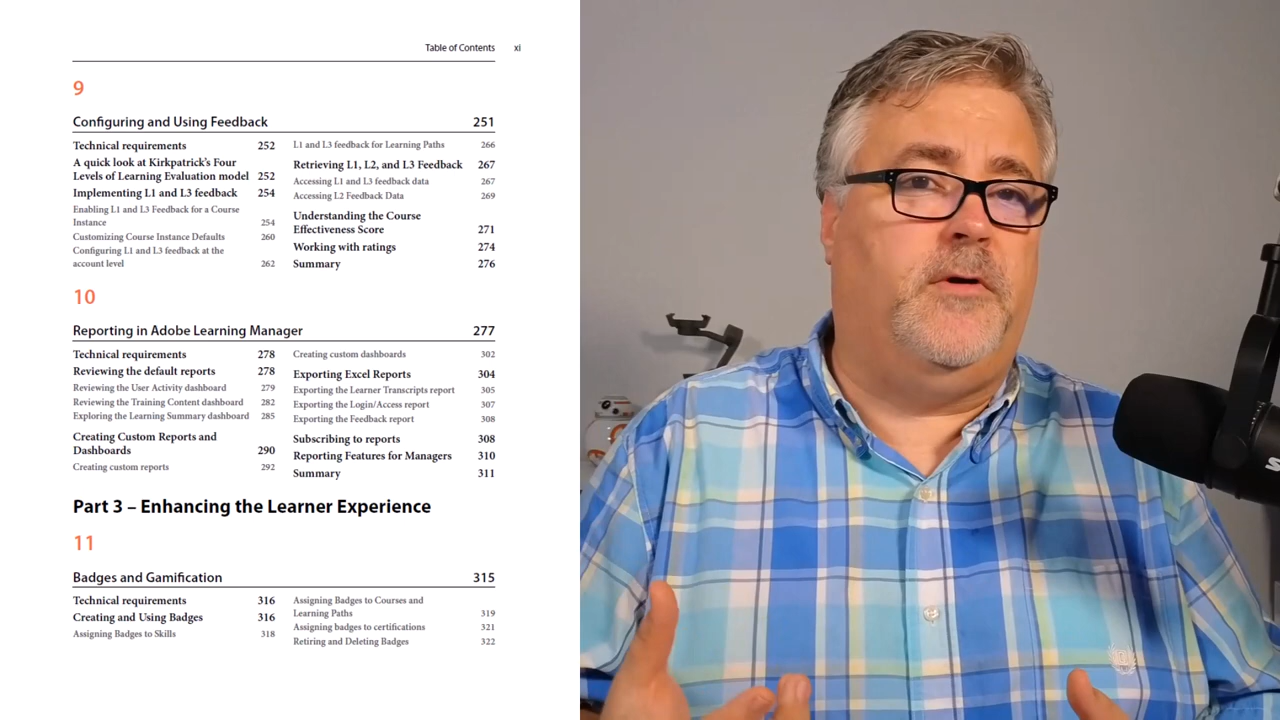 Table of Contents xi
9
Configuring and Using Feedback 251
Technical requirements 252
A quick look at Kirkpatrick's Four
Levels of Learning Evaluation model 252
Implementing L1 and L3 feedback 254
Enabling L1 and L3 Feedback for a Course
Instance 254
Customizing Course Instance Defaults 260
Configuring L1 and L3 feedback at the
account level 262
L1 and L3 feedback for Learning Paths 266
Retrieving L1, L2, and L3 Feedback 267
Accessing L1 and L3 feedback data 267
Accessing L2 Feedback Data 269
Understanding the Course
Effectiveness Score 271
Working with ratings 274
Summary 276
10
Reporting in Adobe Learning Manager 277
Technical requirements 278
Reviewing the default reports 278
Reviewing the User Activity dashboard 279
Reviewing the Training Content dashboard 282
Exploring the Learning Summary dashboard 285
Creating Custom Reports and
Dashboards 290
Creating custom reports 292
Creating custom dashboards 302
Exporting Excel Reports 304
Exporting the Learner Transcripts report 305
Exporting the Login/Access report 307
Exporting the Feedback report 308
Subscribing to reports 308
Reporting Features for Managers 310
Summary 311
Part 3 – Enhancing the Learner Experience
11
Badges and Gamification 315
Technical requirements 316
Creating and Using Badges 316
Assigning Badges to Skills 318
Assigning Badges to Courses and
Learning Paths 319
Assigning badges to certifications 321
Retiring and Deleting Badges 322